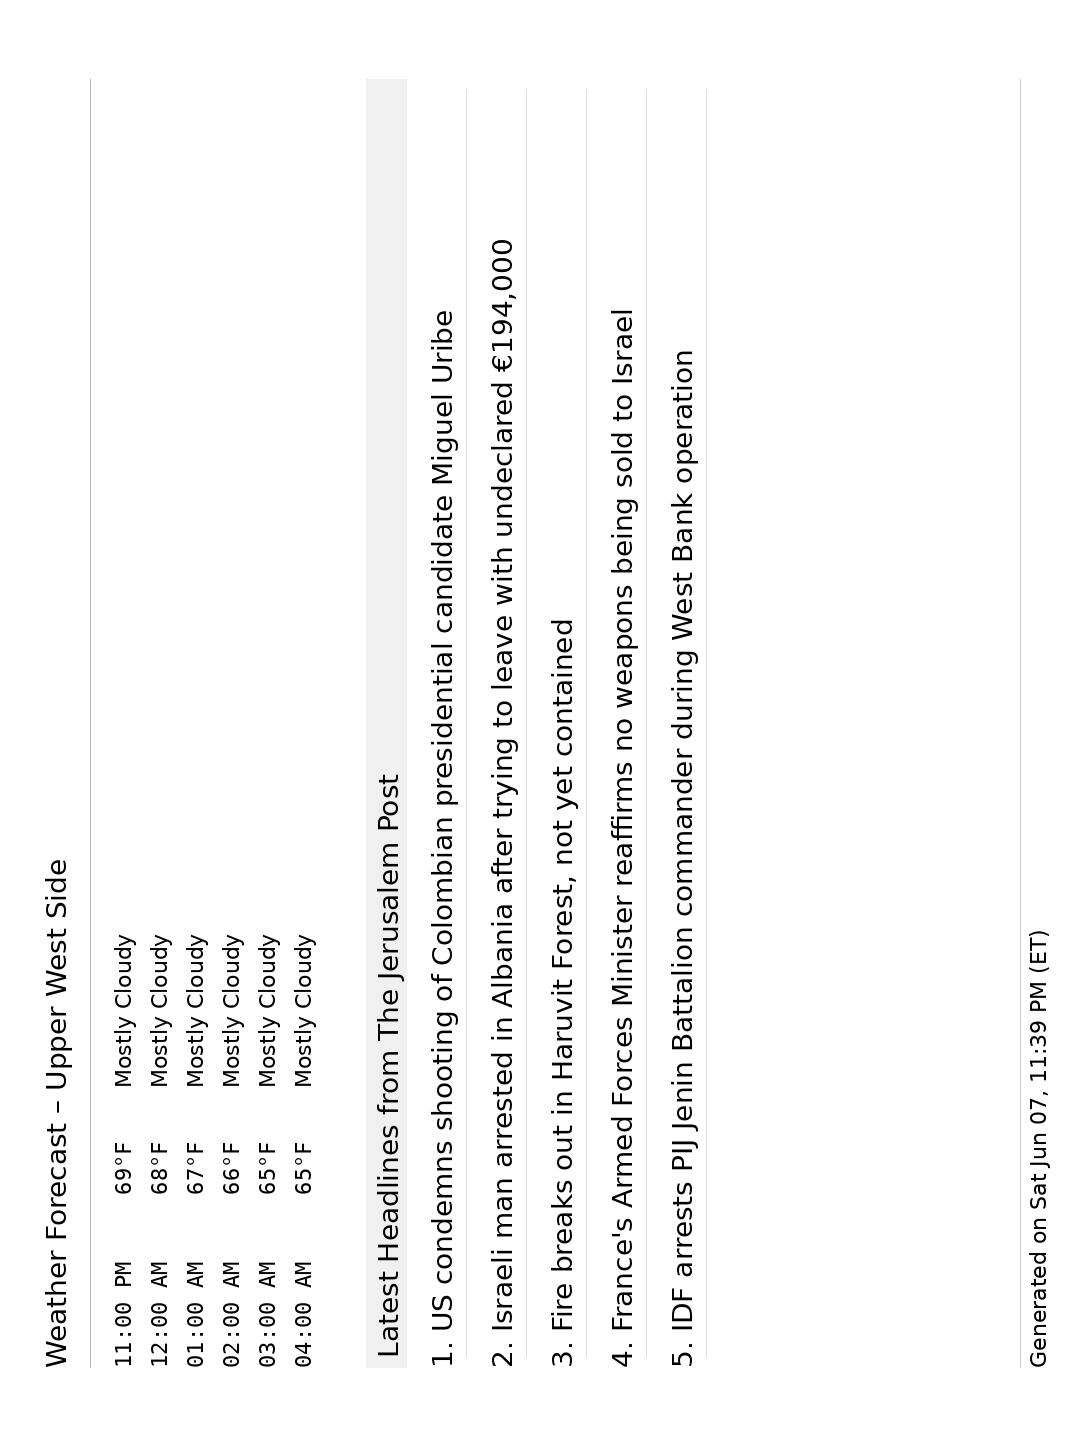 Weather Forecast – Upper West Side
11:00 PM 69°F Mostly Cloudy
12:00 AM 68°F Mostly Cloudy
01:00 AM 67°F Mostly Cloudy
02:00 AM 66°F Mostly Cloudy
03:00 AM 65°F Mostly Cloudy
04:00 AM 65°F Mostly Cloudy
Latest Headlines from The Jerusalem Post
1. US condemns shooting of Colombian presidential candidate Miguel Uribe
2. Israeli man arrested in Albania after trying to leave with undeclared €194,000
3. Fire breaks out in Haruvit Forest, not yet contained
4. France's Armed Forces Minister reaffirms no weapons being sold to Israel
5. IDF arrests PIJ Jenin Battalion commander during West Bank operation
Generated on Sat Jun 07, 11:39 PM (ET)